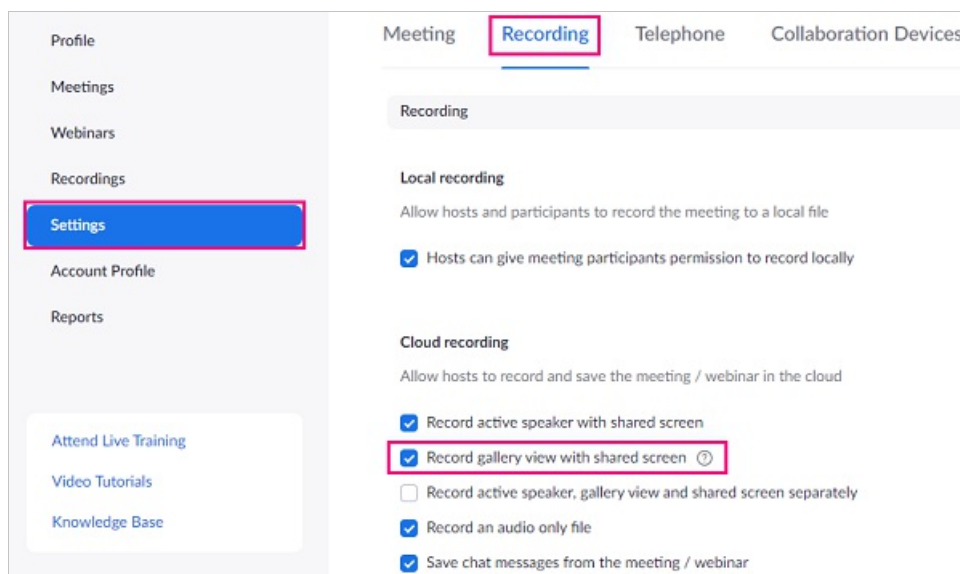 Profile
Meetings
Webinars
Recordings
Settings
Account Profile
Reports
Attend Live Training
Video Tutorials
Knowledge Base
Meeting Recording Telephone Collaboration Devices
Recording
Local recording
Allow hosts and participants to record the meeting to a local file
Hosts can give meeting participants permission to record locally
Cloud recording
Allow hosts to record and save the meeting / webinar in the cloud
Record active speaker with shared screen
Record gallery view with shared screen ?
Record active speaker, gallery view and shared screen separately
Record an audio only file
Save chat messages from the meeting / webinar